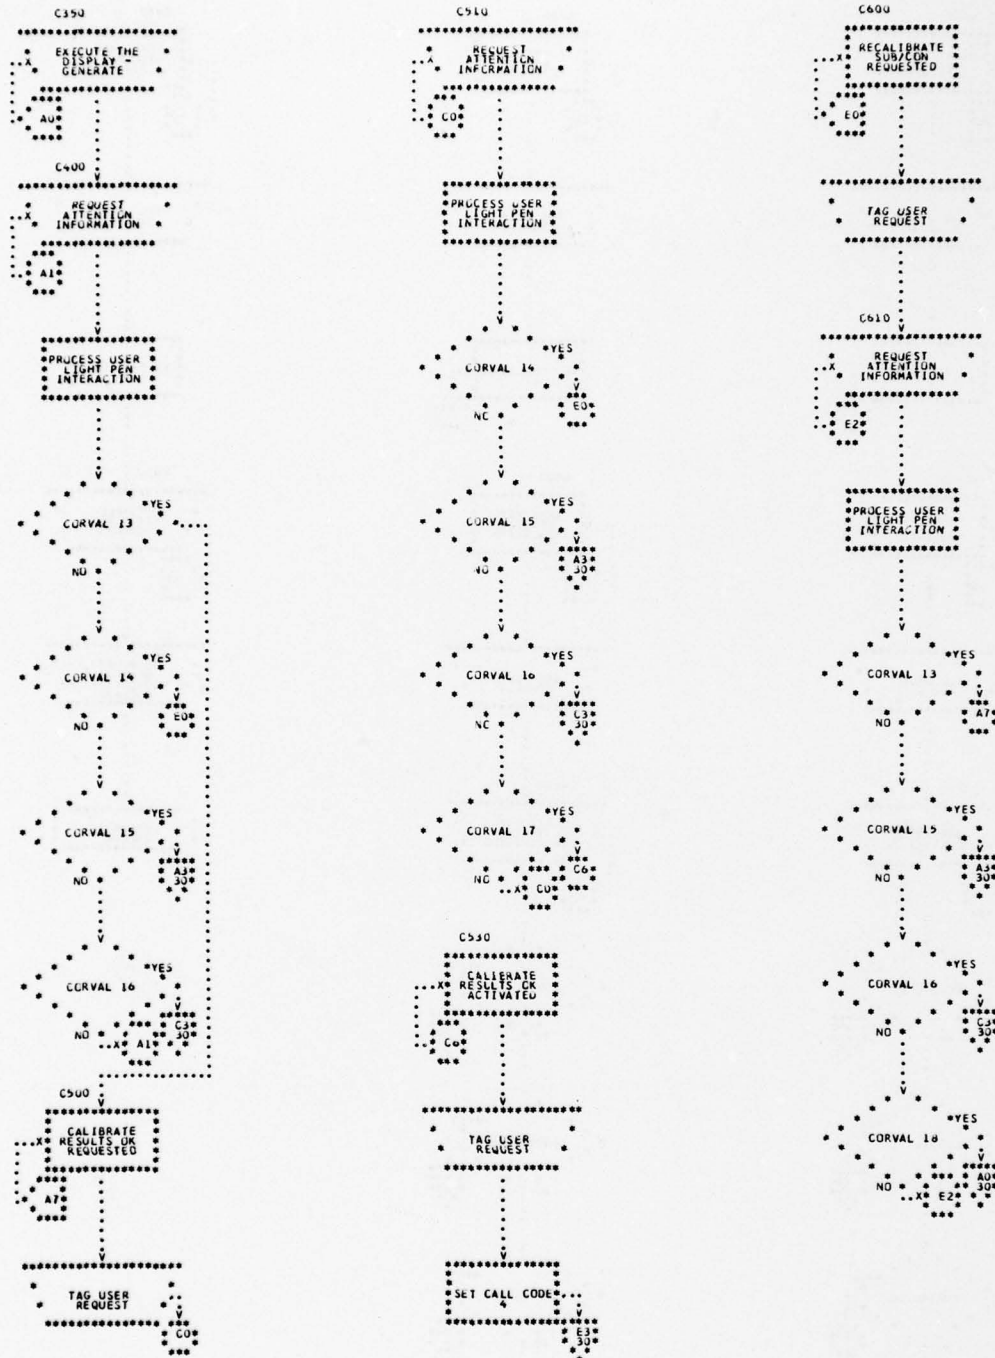 C350
EXECUTE THE
DISPLAY -
GENERATE
A0
C400
REQUEST
ATTENTION
INFORMATION
A1
PROCESS USER
LIGHT PEN
INTERACTION
CORVAL 13
YES
NO
CORVAL 14
YES
E0
NO
CORVAL 15
YES
A3
30
NO
CORVAL 16
YES
C3
30
NO
A1
C500
CALIBRATE
RESULTS OK
REQUESTED
A7
TAG USER
REQUEST
C0
C510
REQUEST
ATTENTION
INFORMATION
C0
PROCESS USER
LIGHT PEN
INTERACTION
CORVAL 14
YES
E0
NO
CORVAL 15
YES
A3
30
NO
CORVAL 16
YES
C3
30
NO
CORVAL 17
YES
C6
NO
C0
C530
CALIBRATE
RESULTS OK
ACTIVATED
C6
TAG USER
REQUEST
SET CALL CODE
4
E3
30
C600
RECALIBRATE
SUB/CON
REQUESTED
E0
TAG USER
REQUEST
C610
REQUEST
ATTENTION
INFORMATION
E2
PROCESS USER
LIGHT PEN
INTERACTION
CORVAL 13
YES
A7
NO
CORVAL 15
YES
A3
30
NO
CORVAL 16
YES
C3
30
NO
CORVAL 18
YES
A0
30
NO
E2